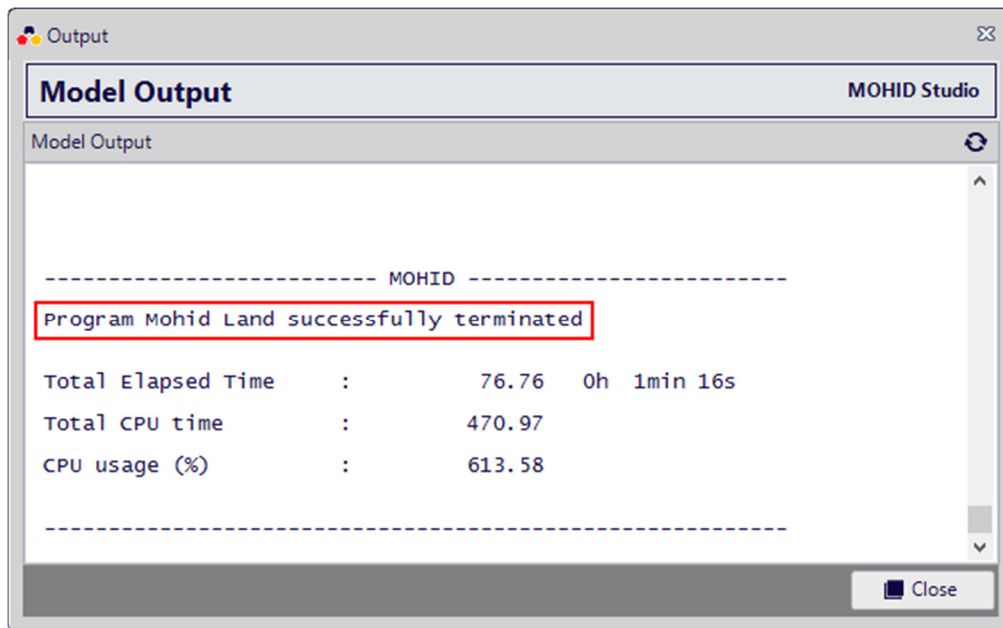 Output
Model Output MOHID Studio
Model Output
-------------------------- MOHID -------------------------
Program Mohid Land successfully terminated
Total Elapsed Time : 76.76 0h 1min 16s
Total CPU time : 470.97
CPU usage (%) : 613.58
----------------------------------------------------------
Close